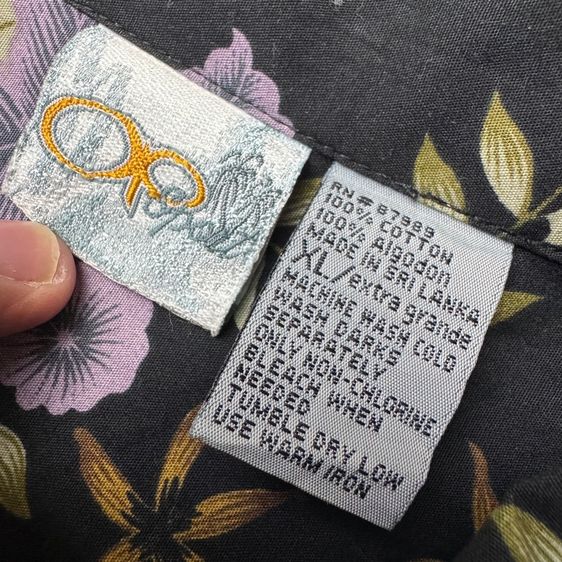 RN# 87989
100% COTTON
100% Algodon
MADE IN SRI LANKA
XL/extra grande
MACHINE WASH COLD
WASH DARKS
SEPARATELY
ONLY NON-CHLORINE
BLEACH WHEN
NEEDED
TUMBLE DRY LOW
USE WARM IRON